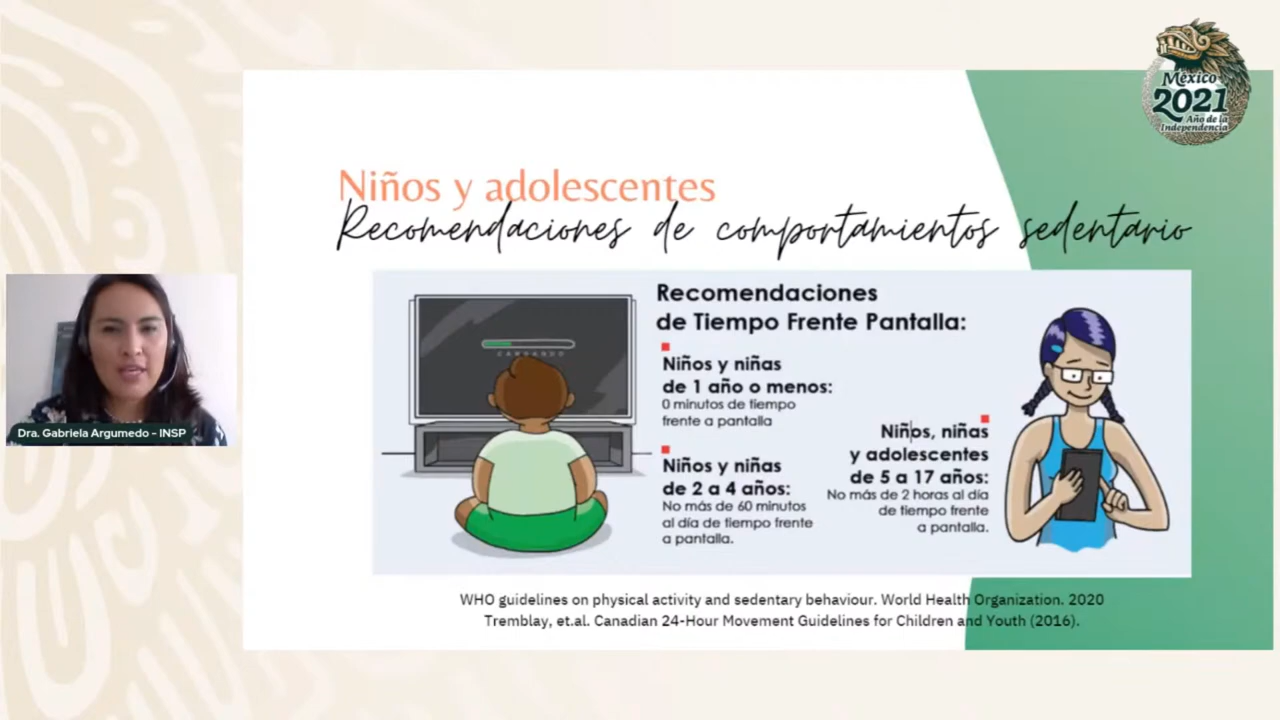 México
2021
Año de la
Independencia
Niños y adolescentes
Recomendaciones de comportamientos sedentario
Recomendaciones
de Tiempo Frente Pantalla:
CARGANDO
Niños y niñas
de 1 año o menos:
0 minutos de tiempo
frente a pantalla
Niños y niñas
de 2 a 4 años:
No más de 60 minutos
al día de tiempo frente
a pantalla.
Niños, niñas
y adolescentes
de 5 a 17 años:
No más de 2 horas al día
de tiempo frente
a pantalla.
Dra. Gabriela Argumedo - INSP
WHO guidelines on physical activity and sedentary behaviour. World Health Organization. 2020
Tremblay, et.al. Canadian 24-Hour Movement Guidelines for Children and Youth (2016).